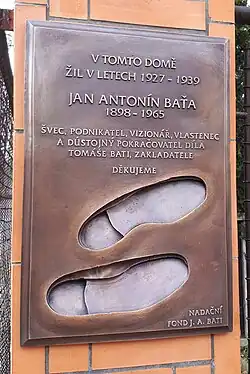 V TOMTO DOMĚ
ŽIL V LETECH 1927 - 1939
JAN ANTONÍN BAŤA
1898 - 1965
ŠVEC, PODNIKATEL, VIZIONÁŘ, VLASTENEC
A DŮSTOJNÝ POKRAČOVATEL DÍLA
TOMÁŠE BATI, ZAKLADATELE
DĚKUJEME
NADAČNÍ
FOND J. A. BATI